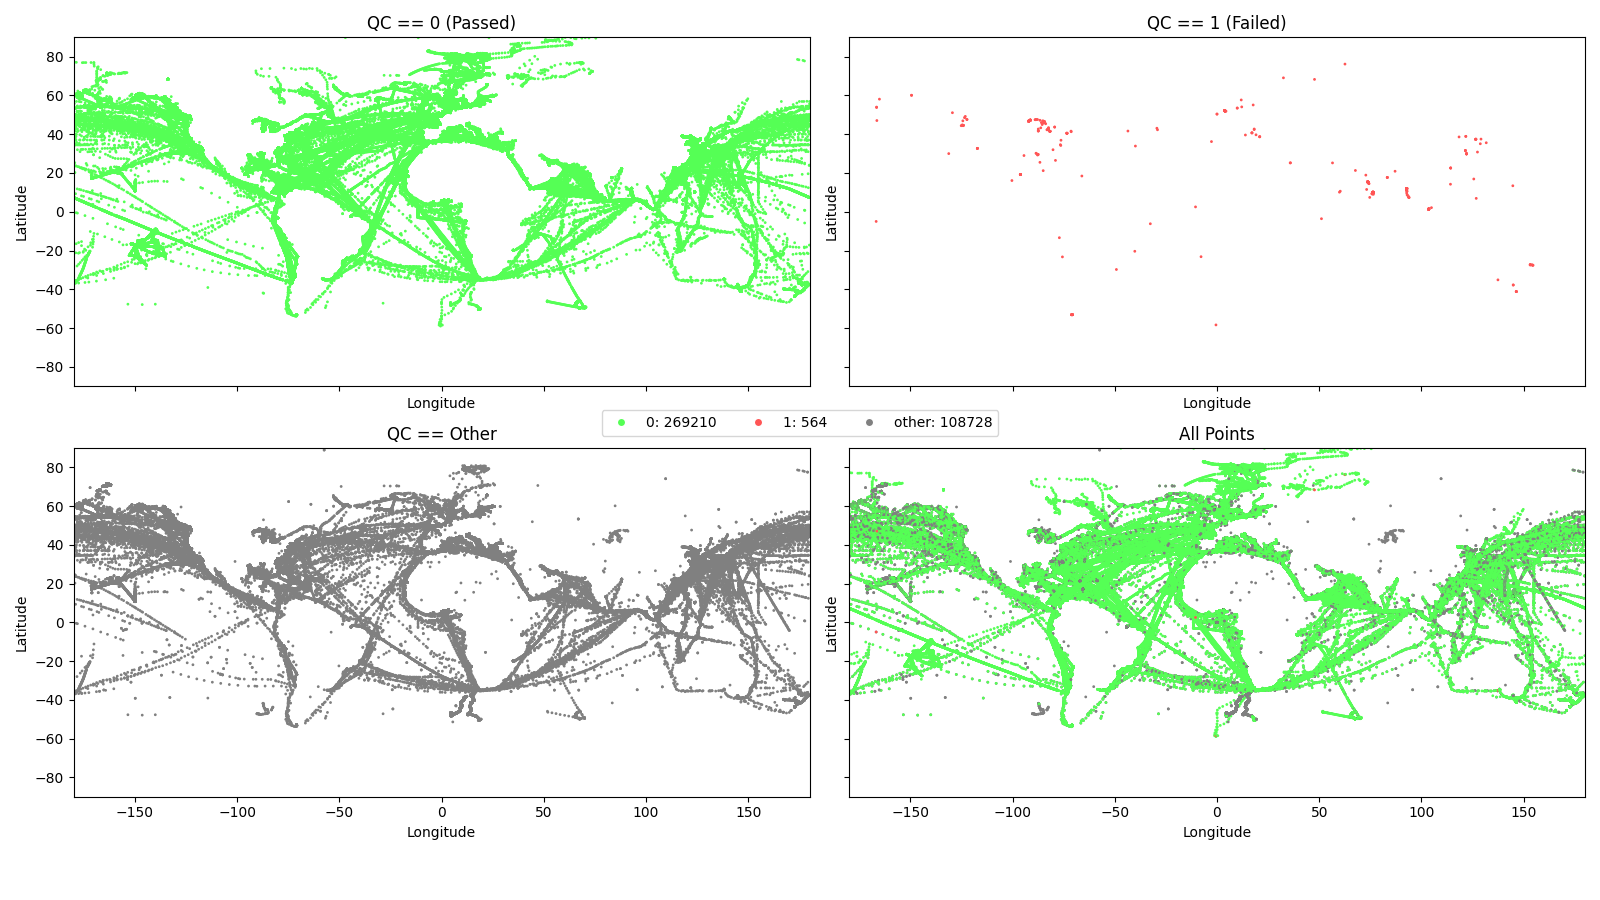 QC == 0 (Passed)
QC == 1 (Failed)
80
60
40
20
0
−20
−40
−60
−80
Latitude
Latitude
Longitude
Longitude
0: 269210
1: 564
other: 108728
QC == Other
All Points
80
60
40
20
0
−20
−40
−60
−80
Latitude
Latitude
−150
−100
−50
0
50
100
150
−150
−100
−50
0
50
100
150
Longitude
Longitude